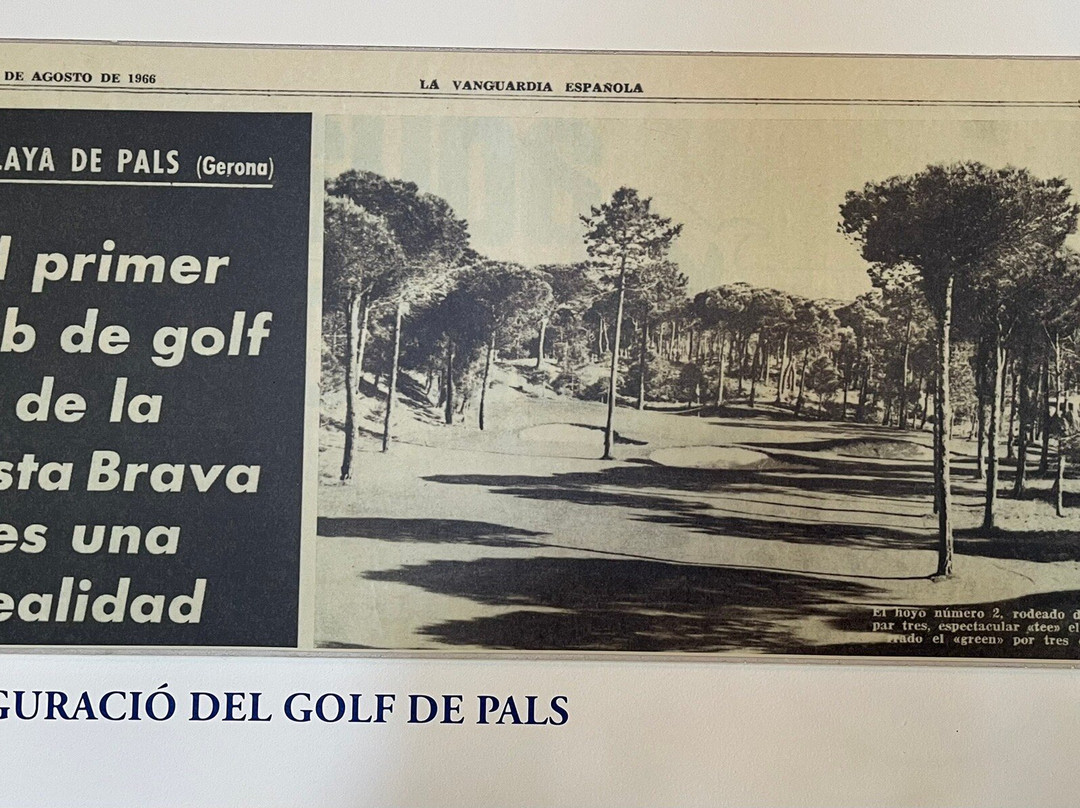 DE AGOSTO DE 1966
LA VANGUARDIA ESPAÑOLA
LAYA DE PALS (Gerona)
l primer
b de golf
de la
sta Brava
es una
ealidad
El hoyo número 2, rodeado d
par tres, espectacular «tee» el
rado el «green» por tres
GURACIÓ DEL GOLF DE PALS